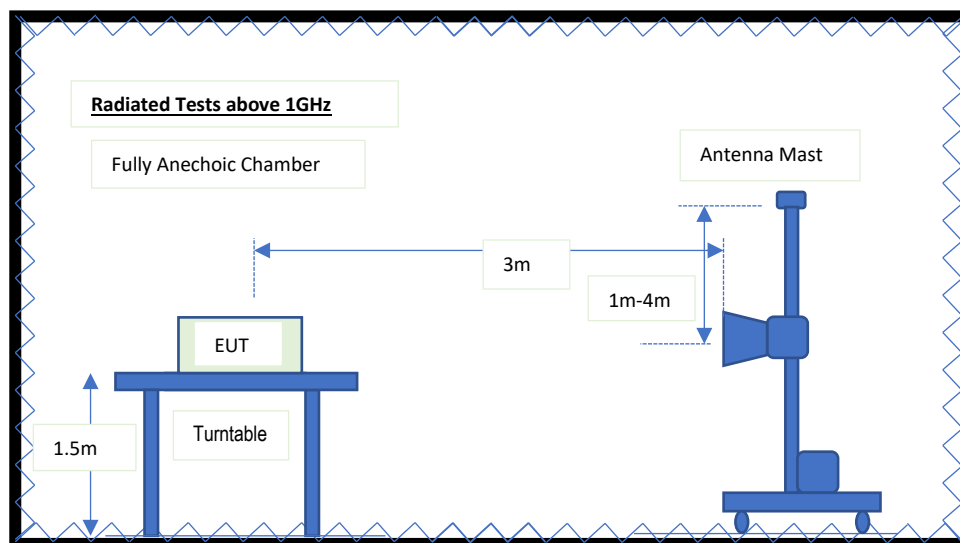 Radiated Tests above 1GHz
Fully Anechoic Chamber
Antenna Mast
3m
1m-4m
EUT
Turntable
1.5m